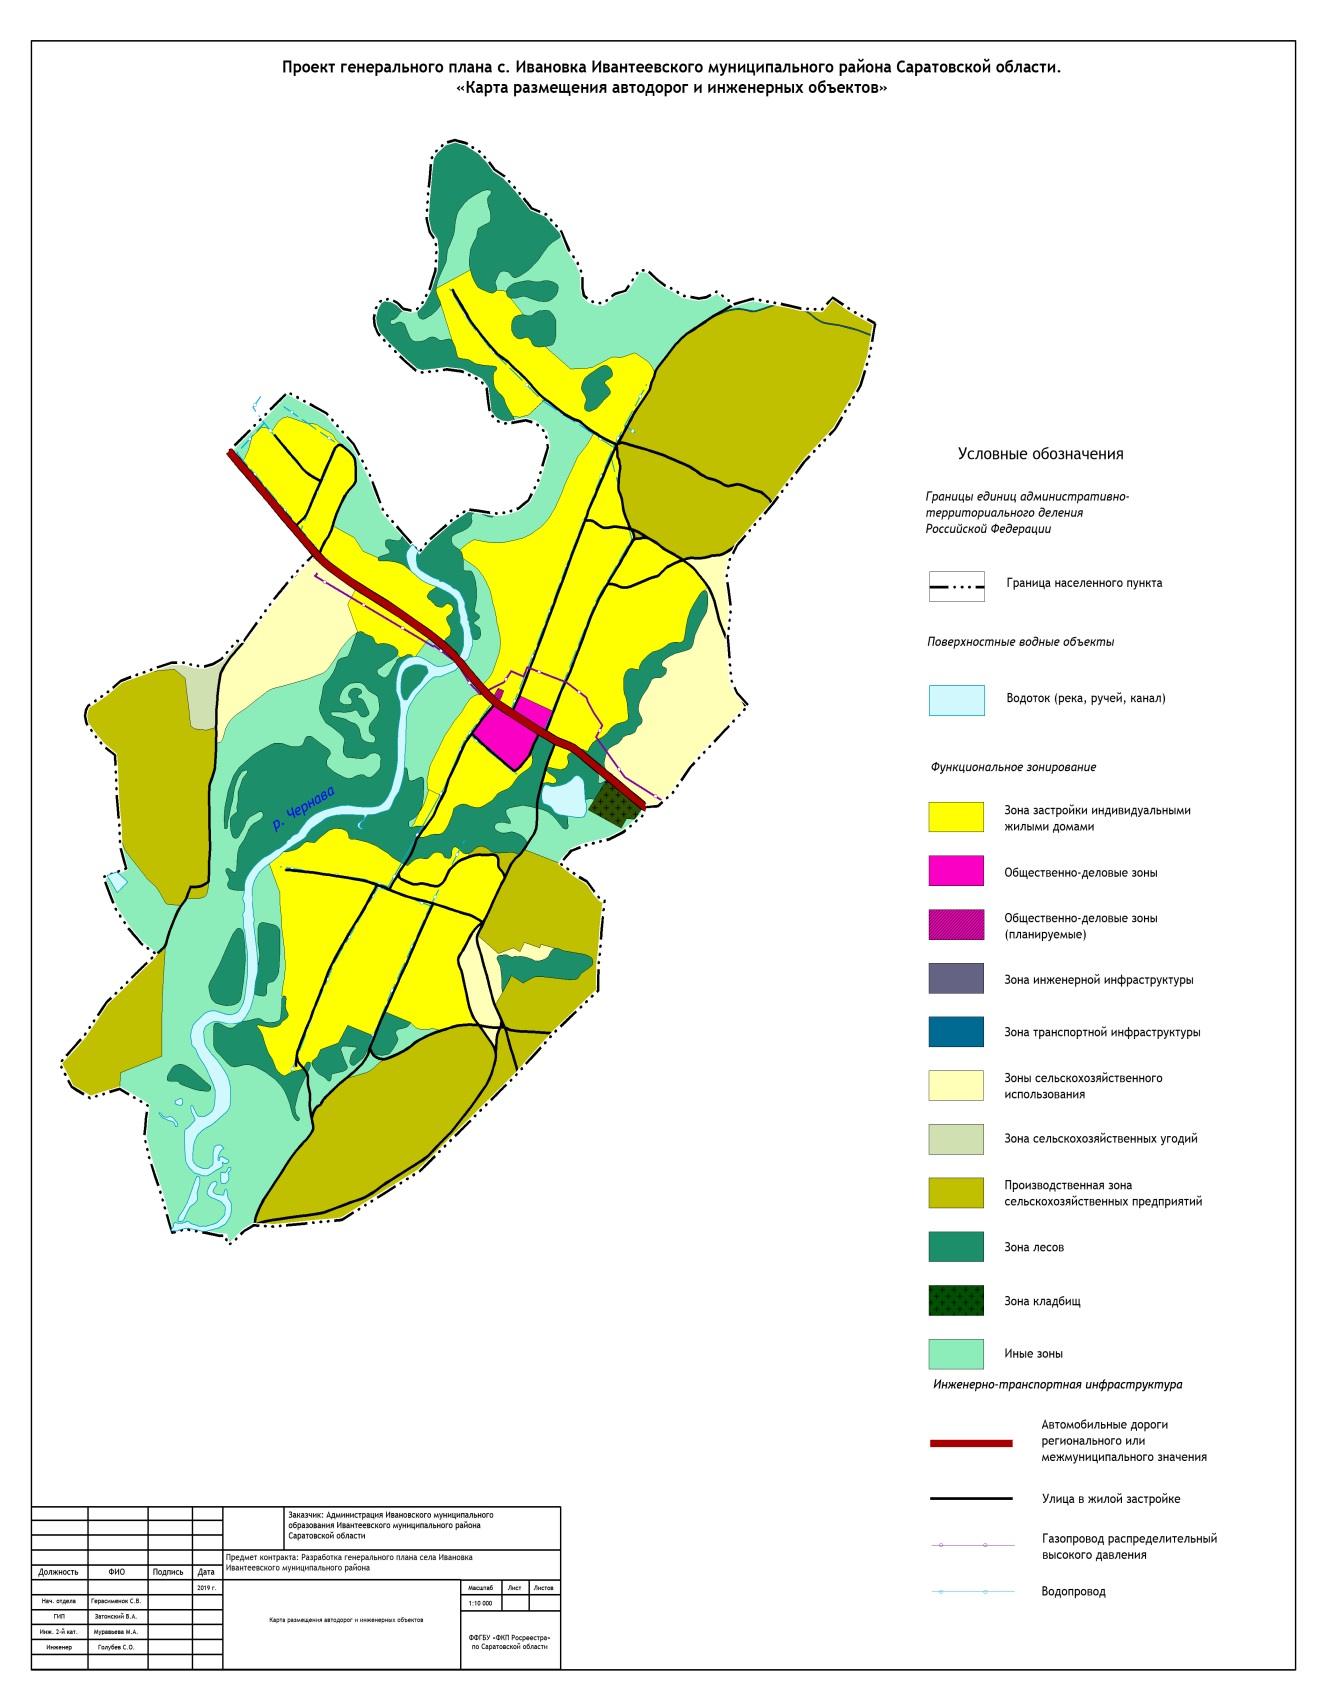 Проект генерального плана с. Ивановка Ивантеевского муниципального района Саратовской области.
«Карта размещения автодорог и инженерных объектов»
р. Чернава
Условные обозначения
Границы единиц административно-
территориального деления
Российской Федерации
Граница населенного пункта
Поверхностные водные объекты
Водоток (река, ручей, канал)
Функциональное зонирование
Зона застройки индивидуальными
жилыми домами
Общественно-деловые зоны
Общественно-деловые зоны
(планируемые)
Зона инженерной инфраструктуры
Зона транспортной инфраструктуры
Зоны сельскохозяйственного
использования
Зона сельскохозяйственных угодий
Производственная зона
сельскохозяйственных предприятий
Зона лесов
Зона кладбищ
Иные зоны
Инженерно-транспортная инфраструктура
Автомобильные дороги
регионального или
межмуниципального значения
Улица в жилой застройке
Газопровод распределительный
высокого давления
Водопровод
Заказчик: Администрация Ивановского муниципального
образования Ивантеевского муниципального района
Саратовской области
Предмет контракта: Разработка генерального плана села Ивановка
Ивантеевского муниципального района
Должность ФИО Подпись Дата
2019 г.
Нач. отдела Герасименок С.В.
ГИП Затонский В.А.
Инж. 2-й кат. Муравьева М.А.
Инженер Голубев С.О.
Карта размещения автодорог и инженерных объектов
Масштаб Лист Листов
1:10 000
ФФГБУ «ФКП Росреестра»
по Саратовской области